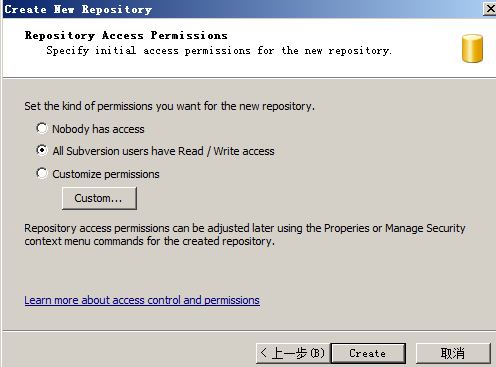 Create New Repository
Repository Access Permissions
Specify initial access permissions for the new repository.
Set the kind of permissions you want for the new repository.
Nobody has access
All Subversion users have Read / Write access
Customize permissions
Custom...
Repository access permissions can be adjusted later using the Properies or Manage Security
context menu commands for the created repository.
Learn more about access control and permissions
< 上一步(B)
Create
取消